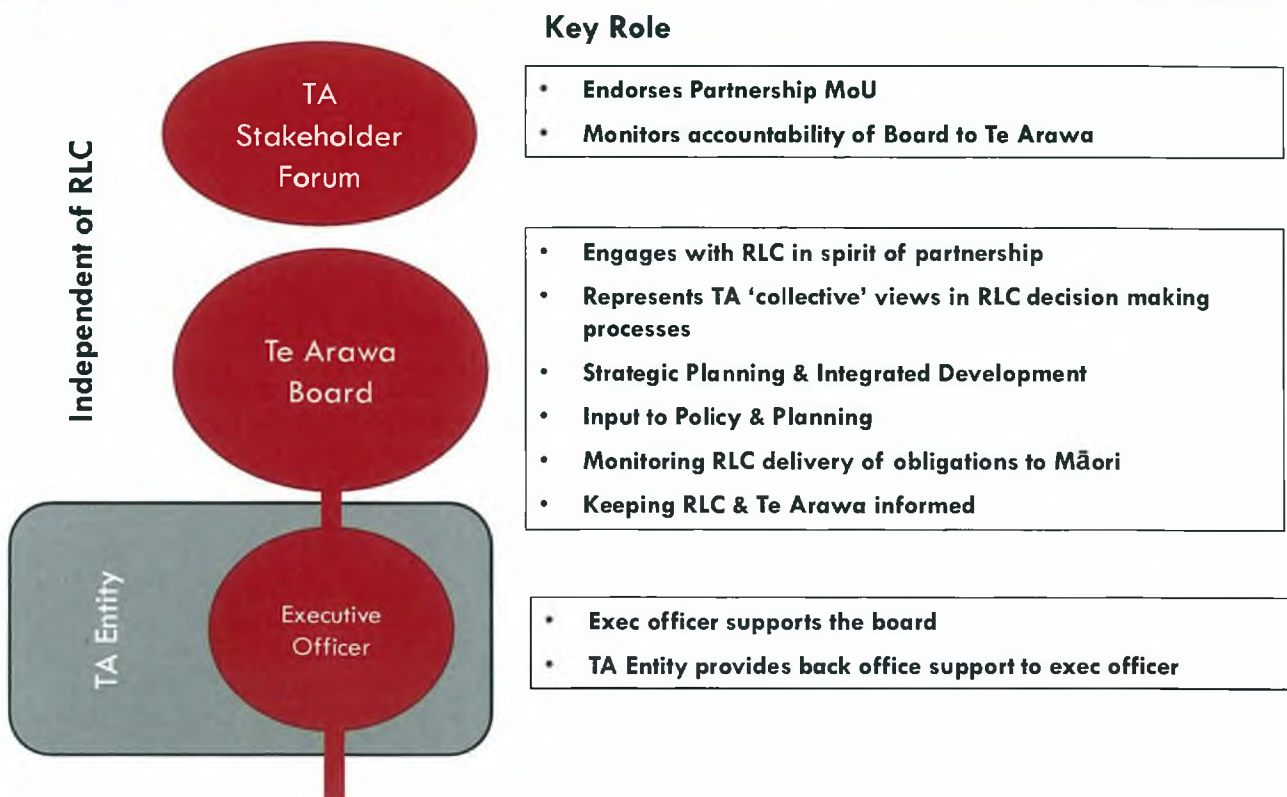 Key Role
Independent of RLC
TA
Stakeholder
Forum
• Endorses Partnership MoU
• Monitors accountability of Board to Te Arawa
Te Arawa
Board
• Engages with RLC in spirit of partnership
• Represents TA ‘collective’ views in RLC decision making
processes
• Strategic Planning & Integrated Development
• Input to Policy & Planning
• Monitoring RLC delivery of obligations to Māori
• Keeping RLC & Te Arawa informed
TA Entity
Executive
Officer
• Exec officer supports the board
• TA Entity provides back office support to exec officer